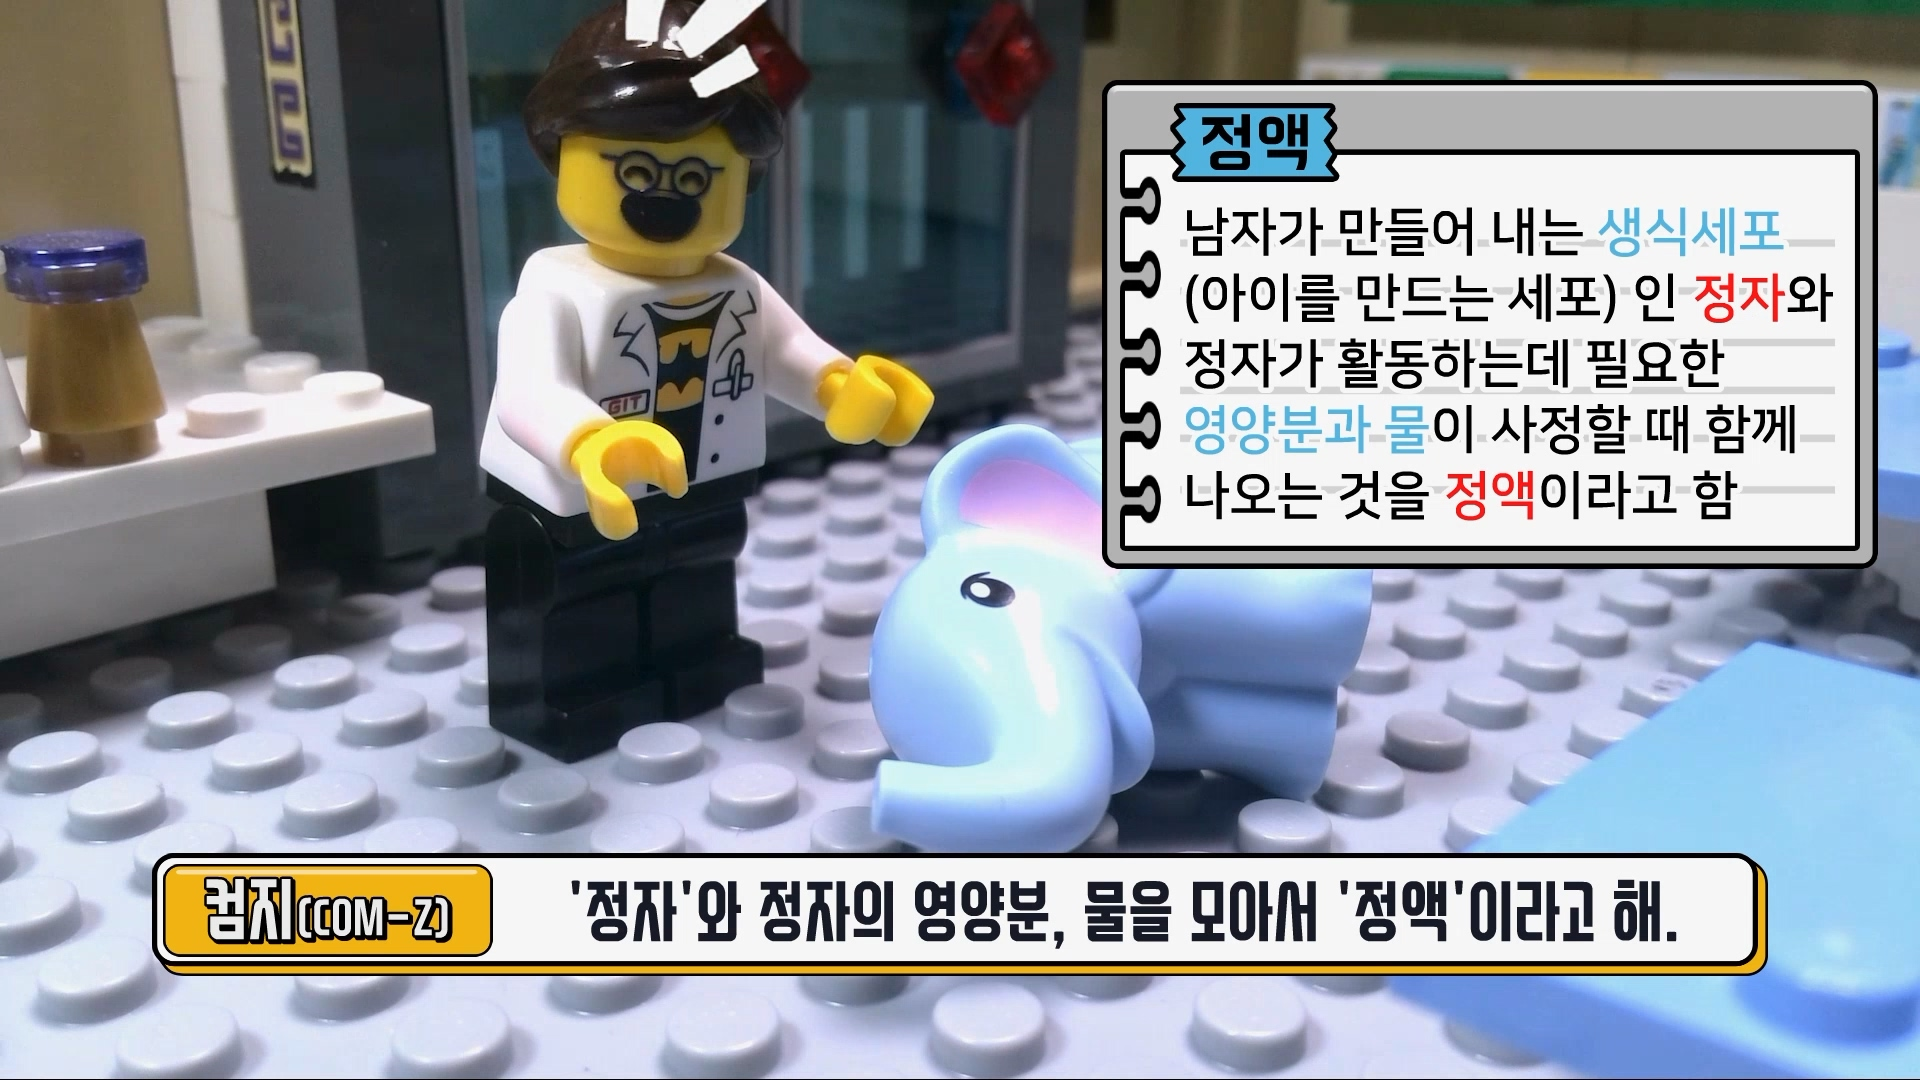 정액
남자가 만들어 내는 생식세포
(아이를 만드는 세포) 인 정자와
정자가 활동하는데 필요한
영양분과 물이 사정할 때 함께
나오는 것을 정액이라고 함
GIT
컴지(COM-Z)
'정자'와 정자의 영양분, 물을 모아서 '정액'이라고 해.